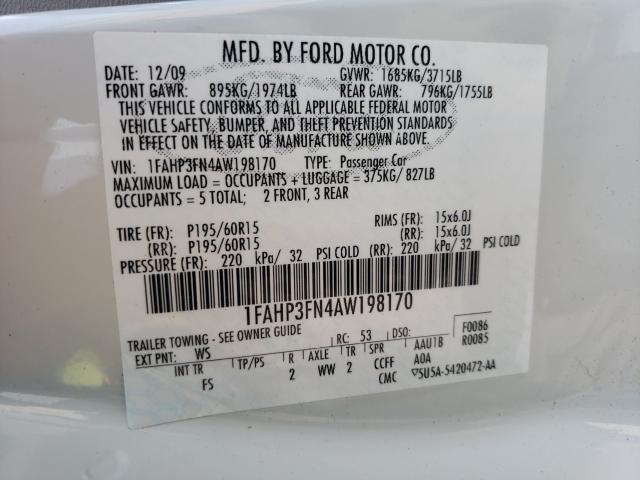 MFD. BY FORD MOTOR CO.
DATE: 12/09 GVWR: 1685KG/3715LB
FRONT GAWR: 895KG/1974LB REAR GAWR: 796KG/1755LB
THIS VEHICLE CONFORMS TO ALL APPLICABLE FEDERAL MOTOR
VEHICLE SAFETY, BUMPER, AND THEFT PREVENTION STANDARDS
IN EFFECT ON THE DATE OF MANUFACTURE SHOWN ABOVE.
VIN: 1FAHP3FN4AW198170 TYPE: Passenger Car
MAXIMUM LOAD = OCCUPANTS + LUGGAGE = 375KG/ 827LB
OCCUPANTS = 5 TOTAL; 2 FRONT, 3 REAR
TIRE (FR): P195/60R15 RIMS (FR): 15x6.0J
(RR): P195/60R15 (RR): 15x6.0J
PRESSURE (FR): 220 kPa/ 32 PSI COLD (RR): 220 kPa/ 32 PSI COLD
1FAHP3FN4AW198170
TRAILER TOWING - SEE OWNER GUIDE F0086
EXT PNT: WS RC: 53 DSO: R0085
INT TR TP/PS R AXLE TR SPR AAU1B
FS 2 WW 2 CCFF A0A
CMC 5U5A-5420472-AA